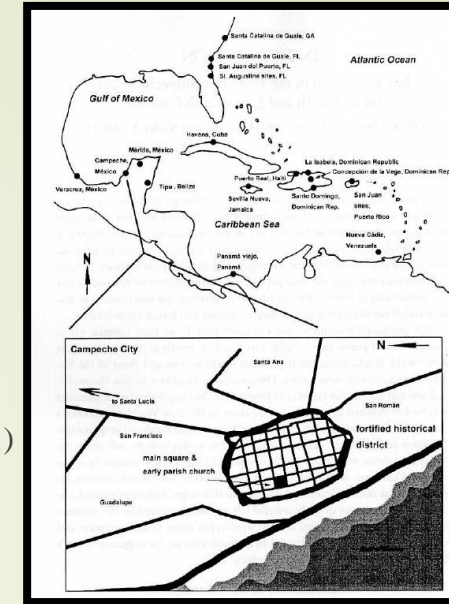 Santa Catalina de Guale, GA
Santa Catalina de Guale, FL
San Juan del Puerto, FL
St. Augustine sites, FL
Atlantic Ocean
Gulf of Mexico
Havana, Cuba
Mérida, México
Campeche,
México
Veracruz, México
Tipu, Belize
Puerto Real, Haiti
La Isabela, Dominican Republic
Concepción de la Vega, Dominican Rep
Sevilla Nueva,
Jamaica
Santo Domingo,
Dominican Rep.
San Juan
sites,
Puerto Rico
Caribbean Sea
Nueva Cádiz,
Venezuela
Panamá viejo,
Panamá
N
Campeche City
N
Santa Ana
to Santa Lucía
San Román
San Francisco
fortified historical
district
main square &
early parish church
Guadalupe
)